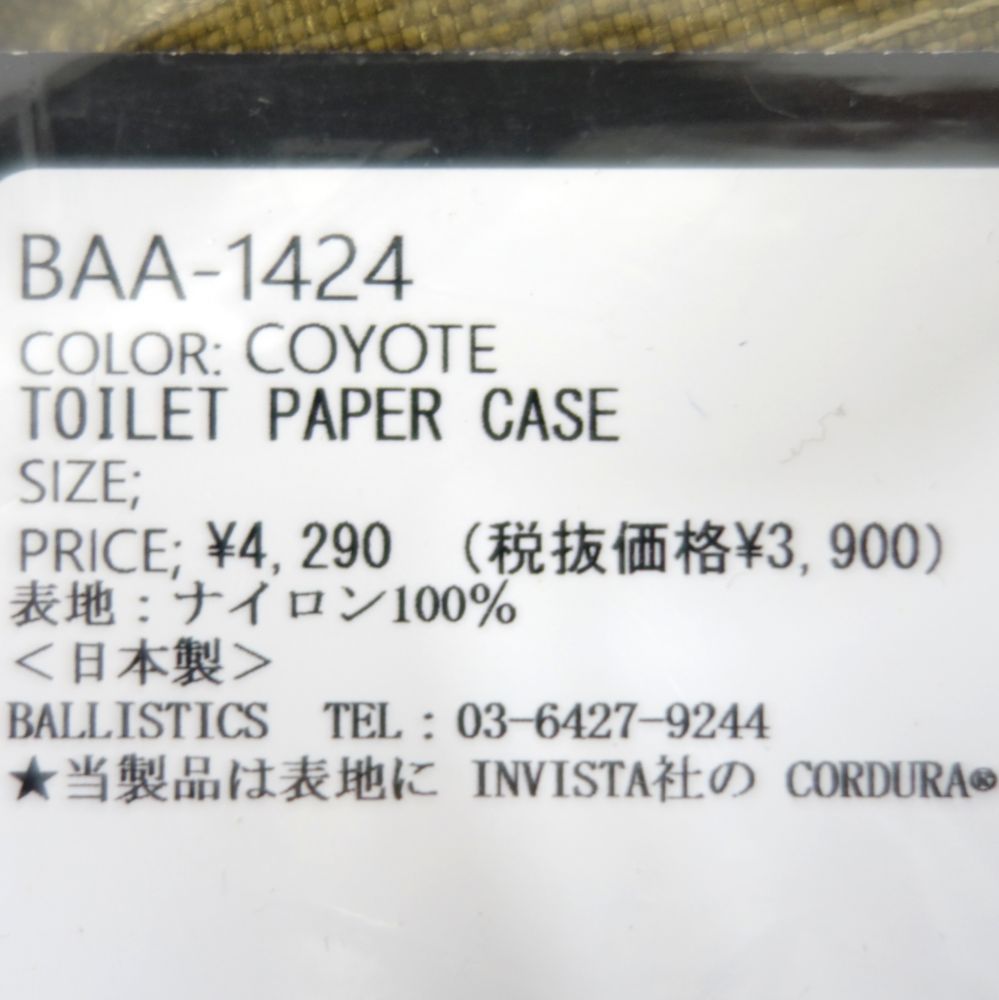 BAA-1424
COLOR: COYOTE
TOILET PAPER CASE
SIZE;
PRICE; ¥4,290 (税抜価格¥3,900)
表地：ナイロン100%
＜日本製＞
BALLISTICS TEL：03-6427-9244
★当製品は表地に INVISTA社の CORDURA®